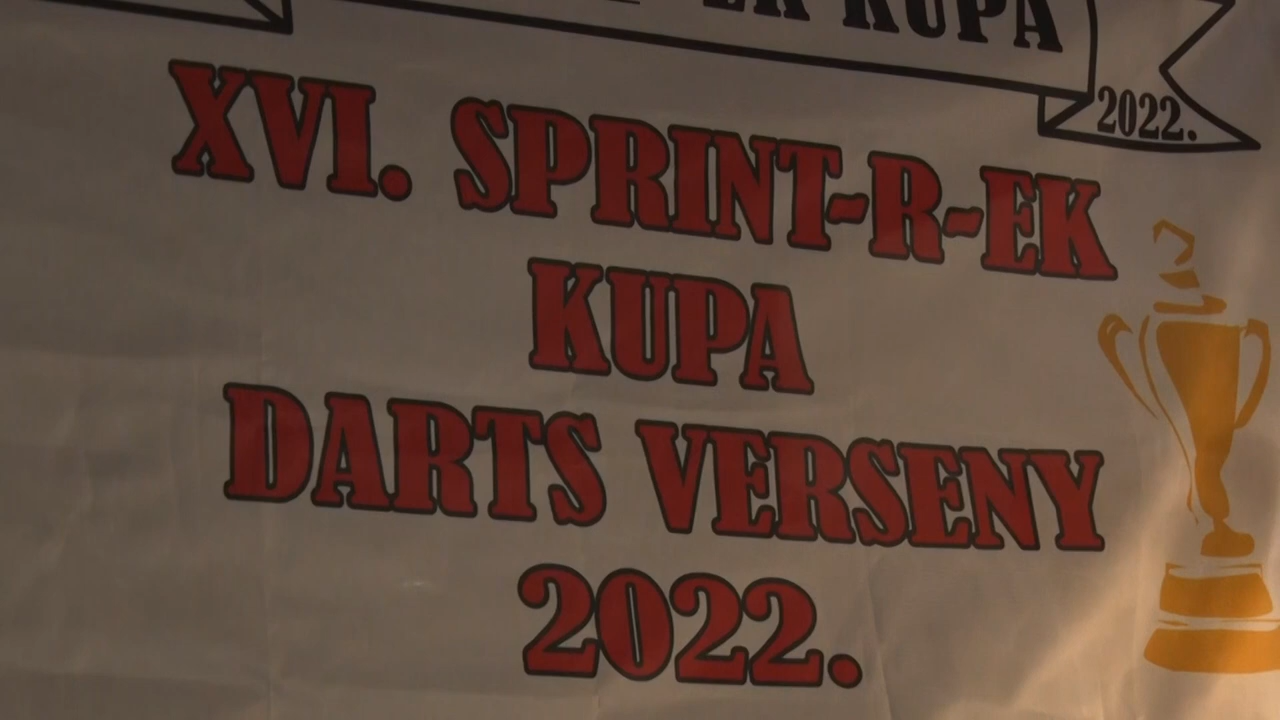 KUPA
2022.
XVI. SPRINT-R-EK
KUPA
DARTS VERSENY
2022.